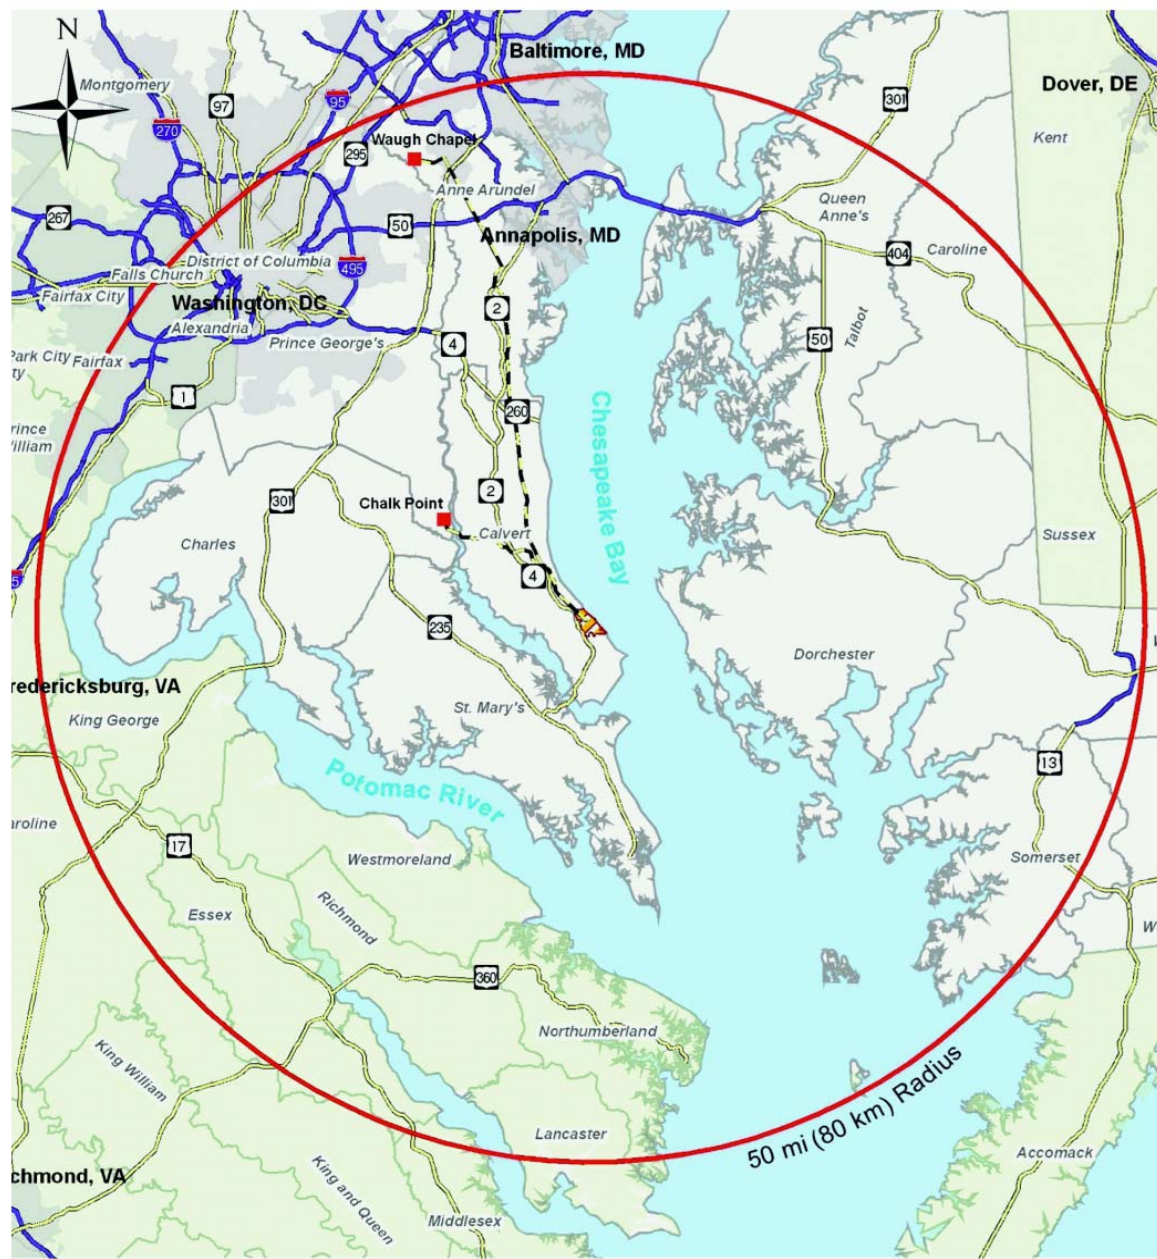 N
Baltimore, MD
Montgomery
97
95
270
301
Dover, DE
Kent
295
Waugh Chapel
Anne Arundel
Queen
Anne's
267
50
Annapolis, MD
404
Caroline
District of Columbia
Falls Church
495
Fairfax City
Washington, DC
2
Alexandria
Prince George's
4
50
Talbot
Park City
ty
Fairfax
1
260
Chesapeake Bay
rince
illiam
2
301
Chalk Point
Calvert
Sussex
Charles
5
4
235
Dorchester
W
redericksburg, VA
King George
St. Mary's
13
Potomac River
aroline
17
Westmoreland
Somerset
Essex
Richmond
W
360
Northumberland
King William
50 mi (80 km) Radius
Lancaster
Accomack
chmond, VA
King and Queen
Middlesex